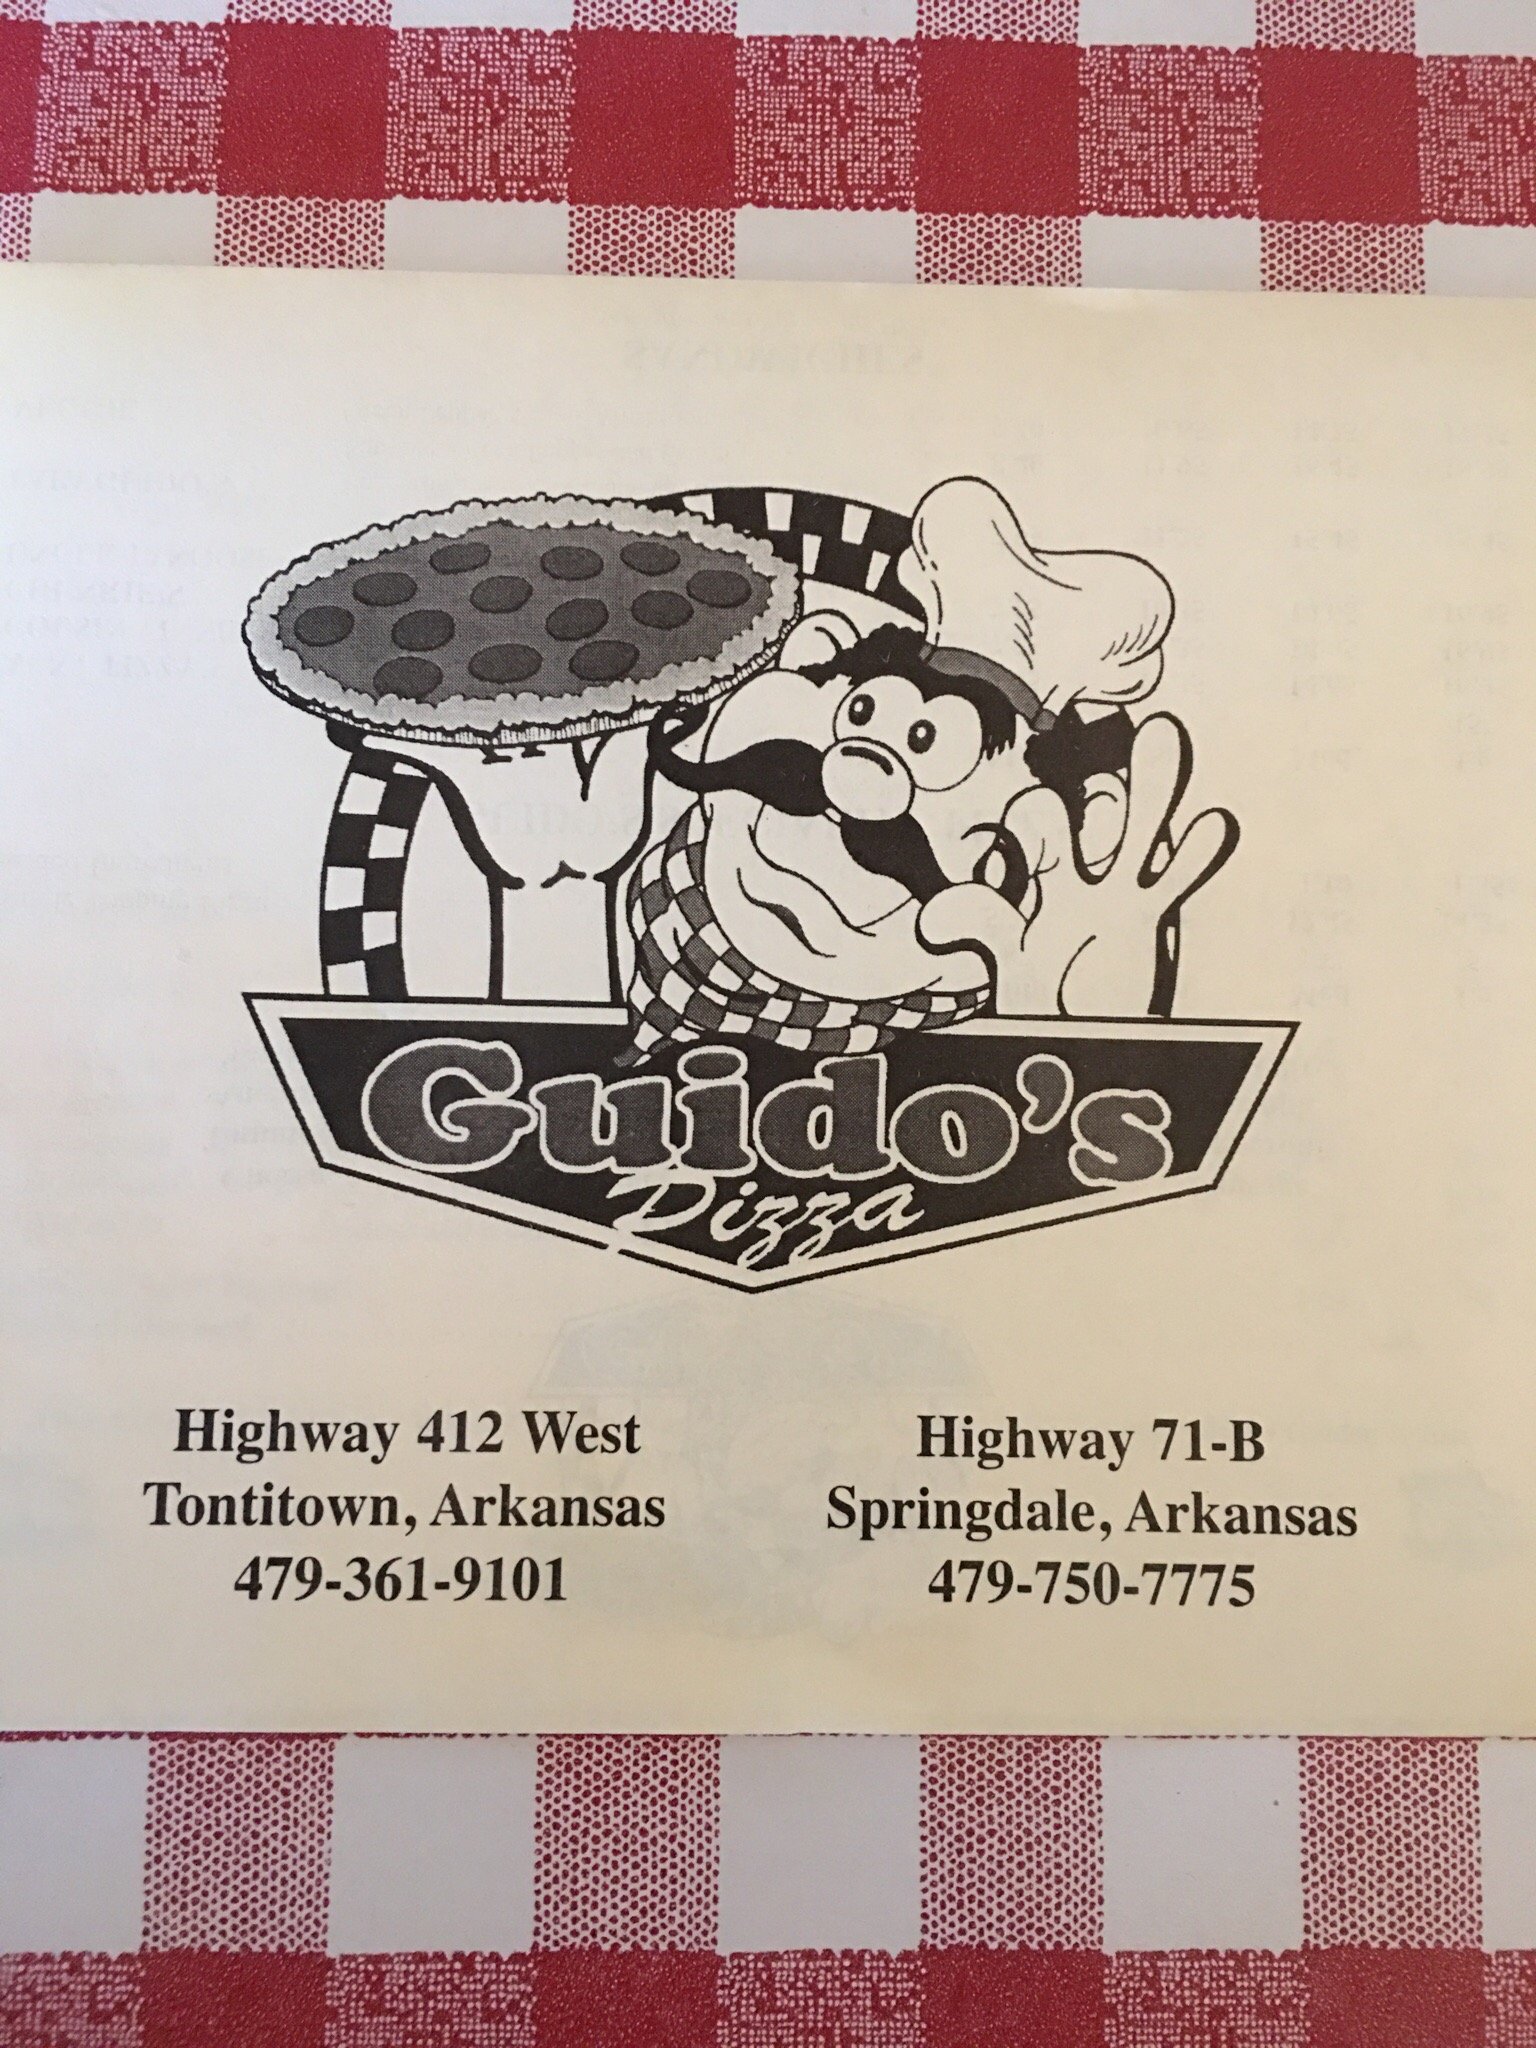 Guido's
Pizza
Highway 412 West
Tontitown, Arkansas
479-361-9101
Highway 71-B
Springdale, Arkansas
479-750-7775